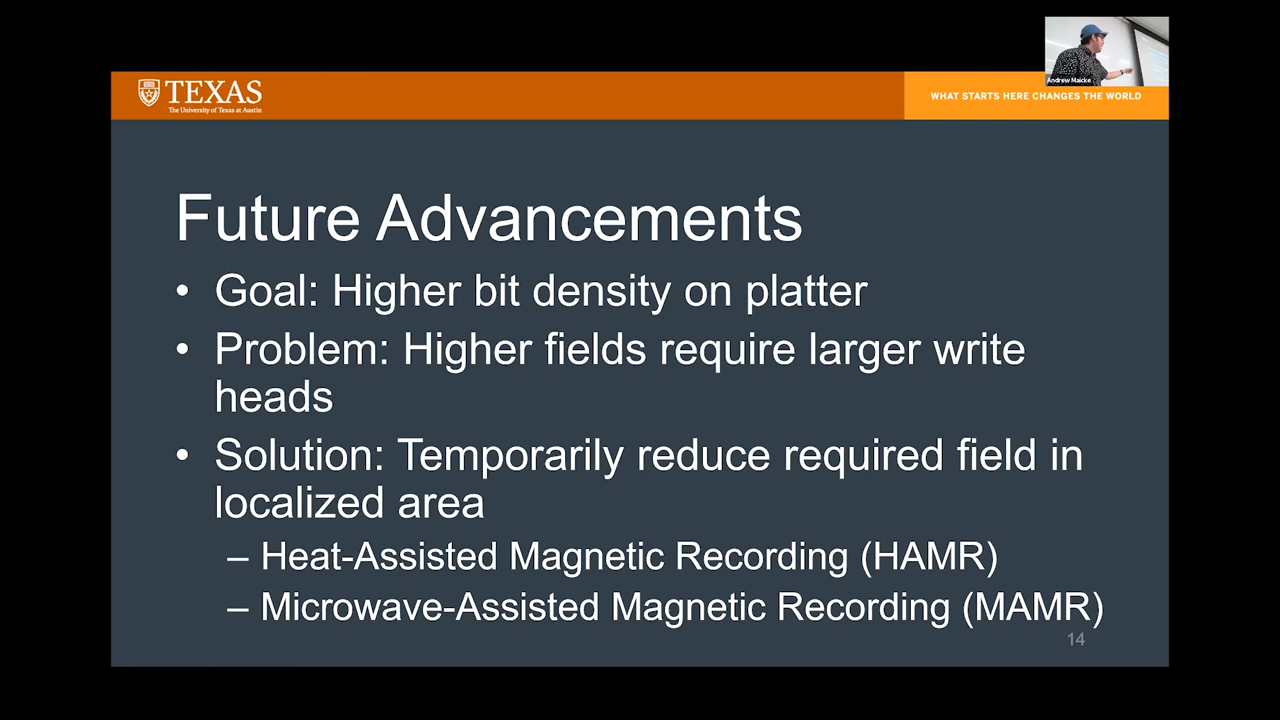 Andrew Maicke
TEXAS
The University of Texas at Austin
WHAT STARTS HERE CHANGES THE WORLD
Future Advancements
• Goal: Higher bit density on platter
• Problem: Higher fields require larger write
heads
• Solution: Temporarily reduce required field in
localized area
– Heat-Assisted Magnetic Recording (HAMR)
– Microwave-Assisted Magnetic Recording (MAMR)
14